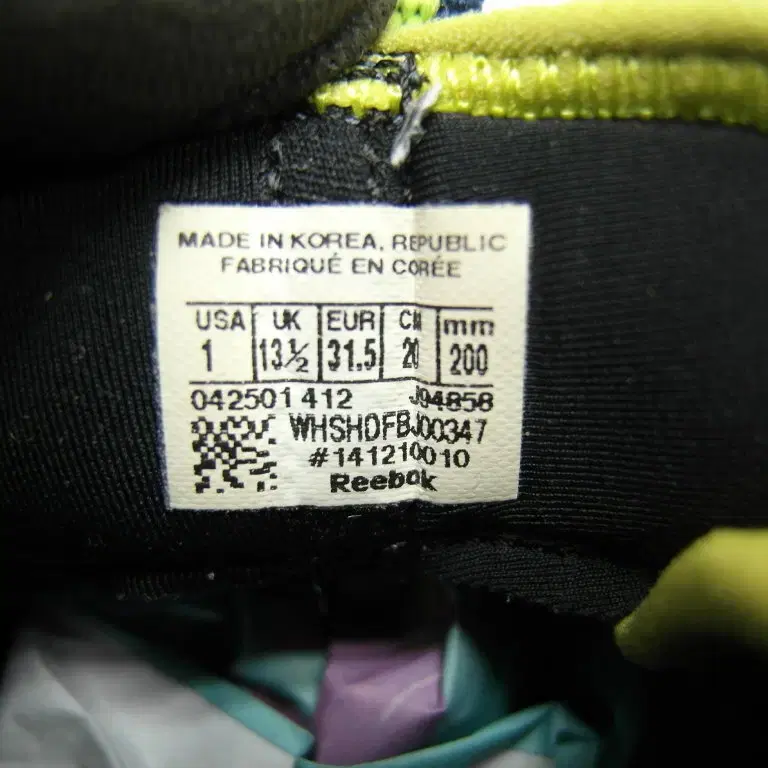 MADE IN KOREA, REPUBLIC
FABRIQUÉ EN CORÉE
USA UK EUR CM mm
1 13½ 31.5 20 200
042501 412 J94858
WHSHOFBJ00347
#141210010
Reebok